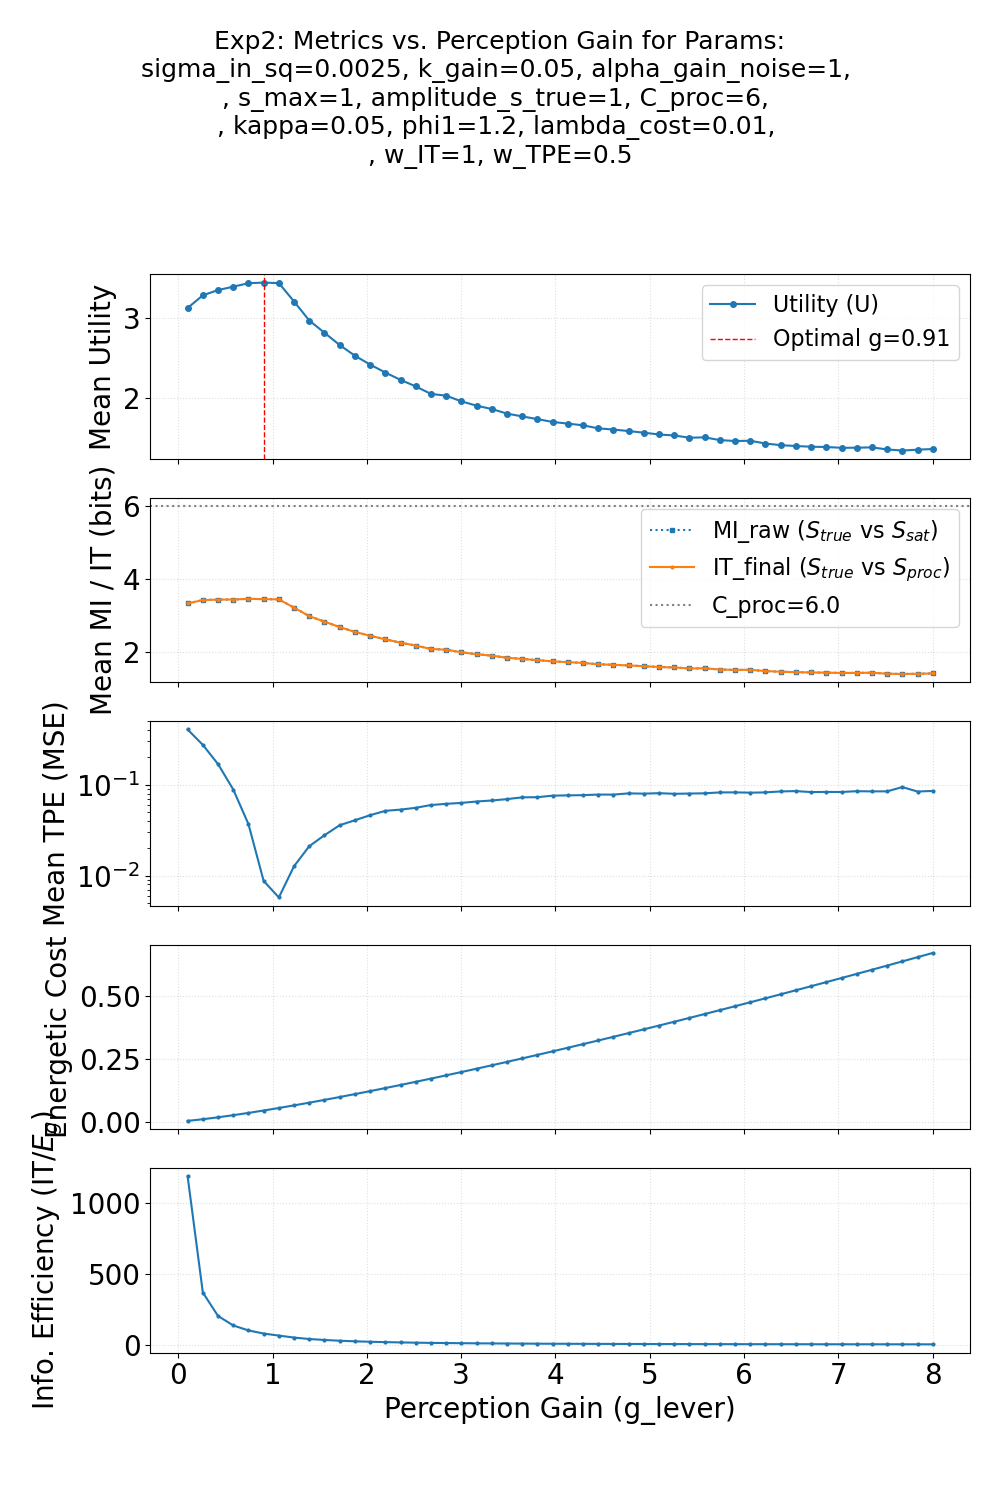 Exp2: Metrics vs. Perception Gain for Params:
sigma_in_sq=0.0025, k_gain=0.05, alpha_gain_noise=1,
, s_max=1, amplitude_s_true=1, C_proc=6,
, kappa=0.05, phi1=1.2, lambda_cost=0.01,
, w_IT=1, w_TPE=0.5
Mean Utility
3
2
Utility (U)
Optimal g=0.91
Mean MI / IT (bits)
6
4
2
MI_raw (S_true vs S_sat)
IT_final (S_true vs S_proc)
C_proc=6.0
Mean TPE (MSE)
10⁻¹
10⁻²
Energetic Cost
0.50
0.25
0.00
Info. Efficiency (IT/E_g)
1000
500
0
0 1 2 3 4 5 6 7 8
Perception Gain (g_lever)